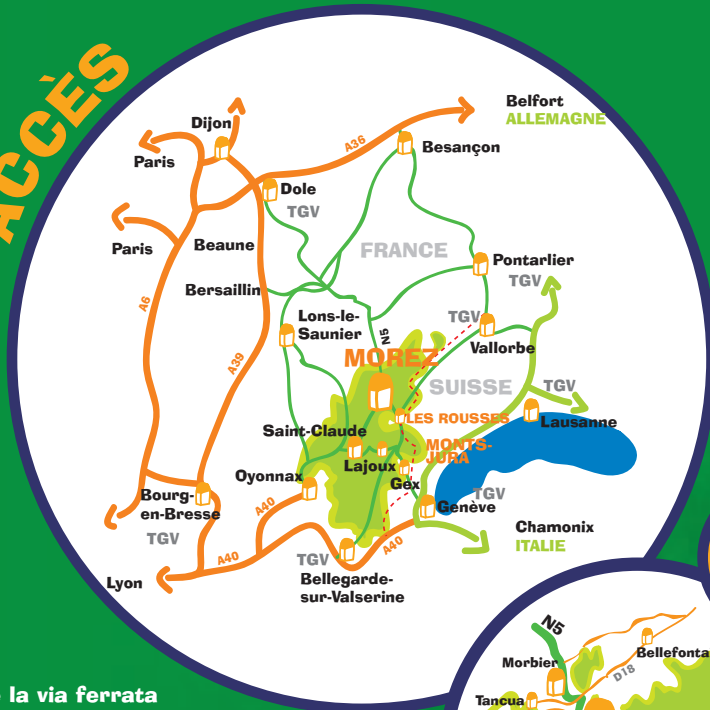 ACCÈS
Belfort
ALLEMAGNE
Dijon
A36
Paris
Besançon
Dole
TGV
Paris
Beaune
FRANCE
Pontarlier
TGV
Bersaillin
A6
Lons-le-
Saunier
N5
TGV
Vallorbe
MOREZ
A39
SUISSE
TGV
LES ROUSSES
Lausanne
Saint-Claude
MONTS-
JURA
Lajoux
Oyonnax
Gex
Bourg-
en-Bresse
A40
TGV
Genève
TGV
A40
A40
TGV
Chamonix
ITALIE
Lyon
Bellegarde-
sur-Valserine
N5
Morbier
Bellefonta
D18
Tancua
la via ferrata